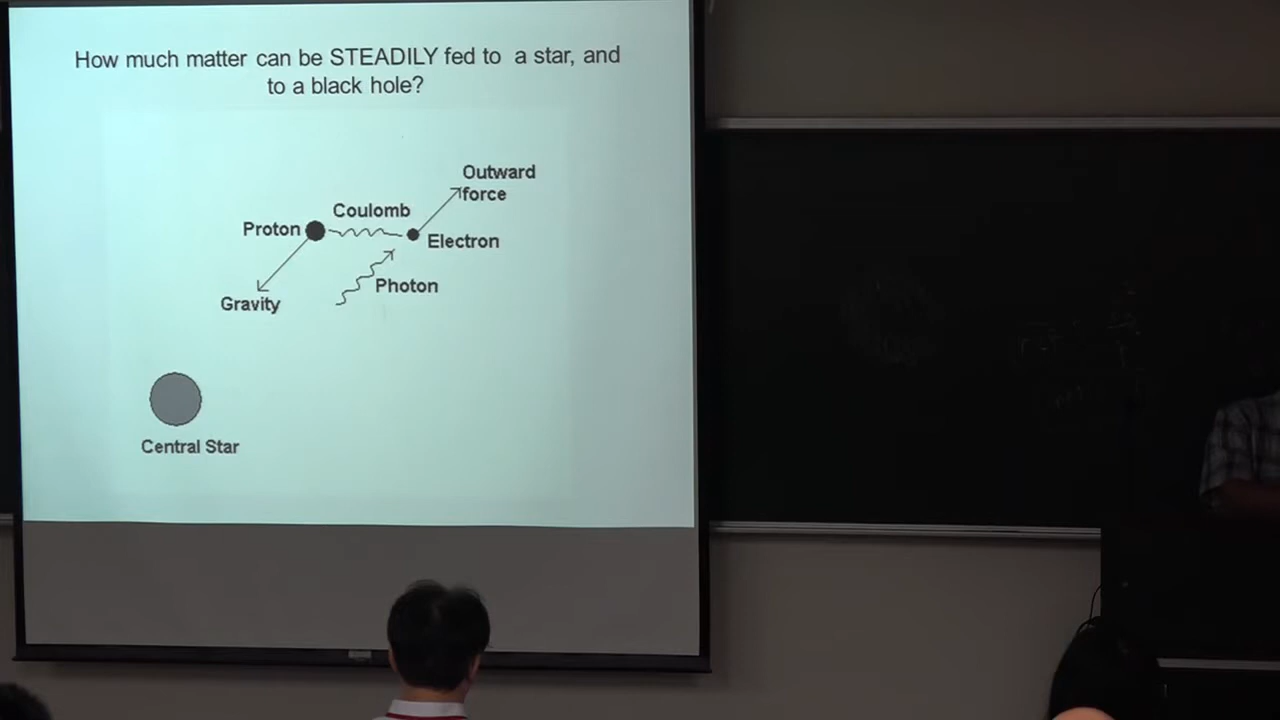 How much matter can be STEADILY fed to a star, and
to a black hole?
Outward
force
Coulomb
Proton
Electron
Photon
Gravity
Central Star